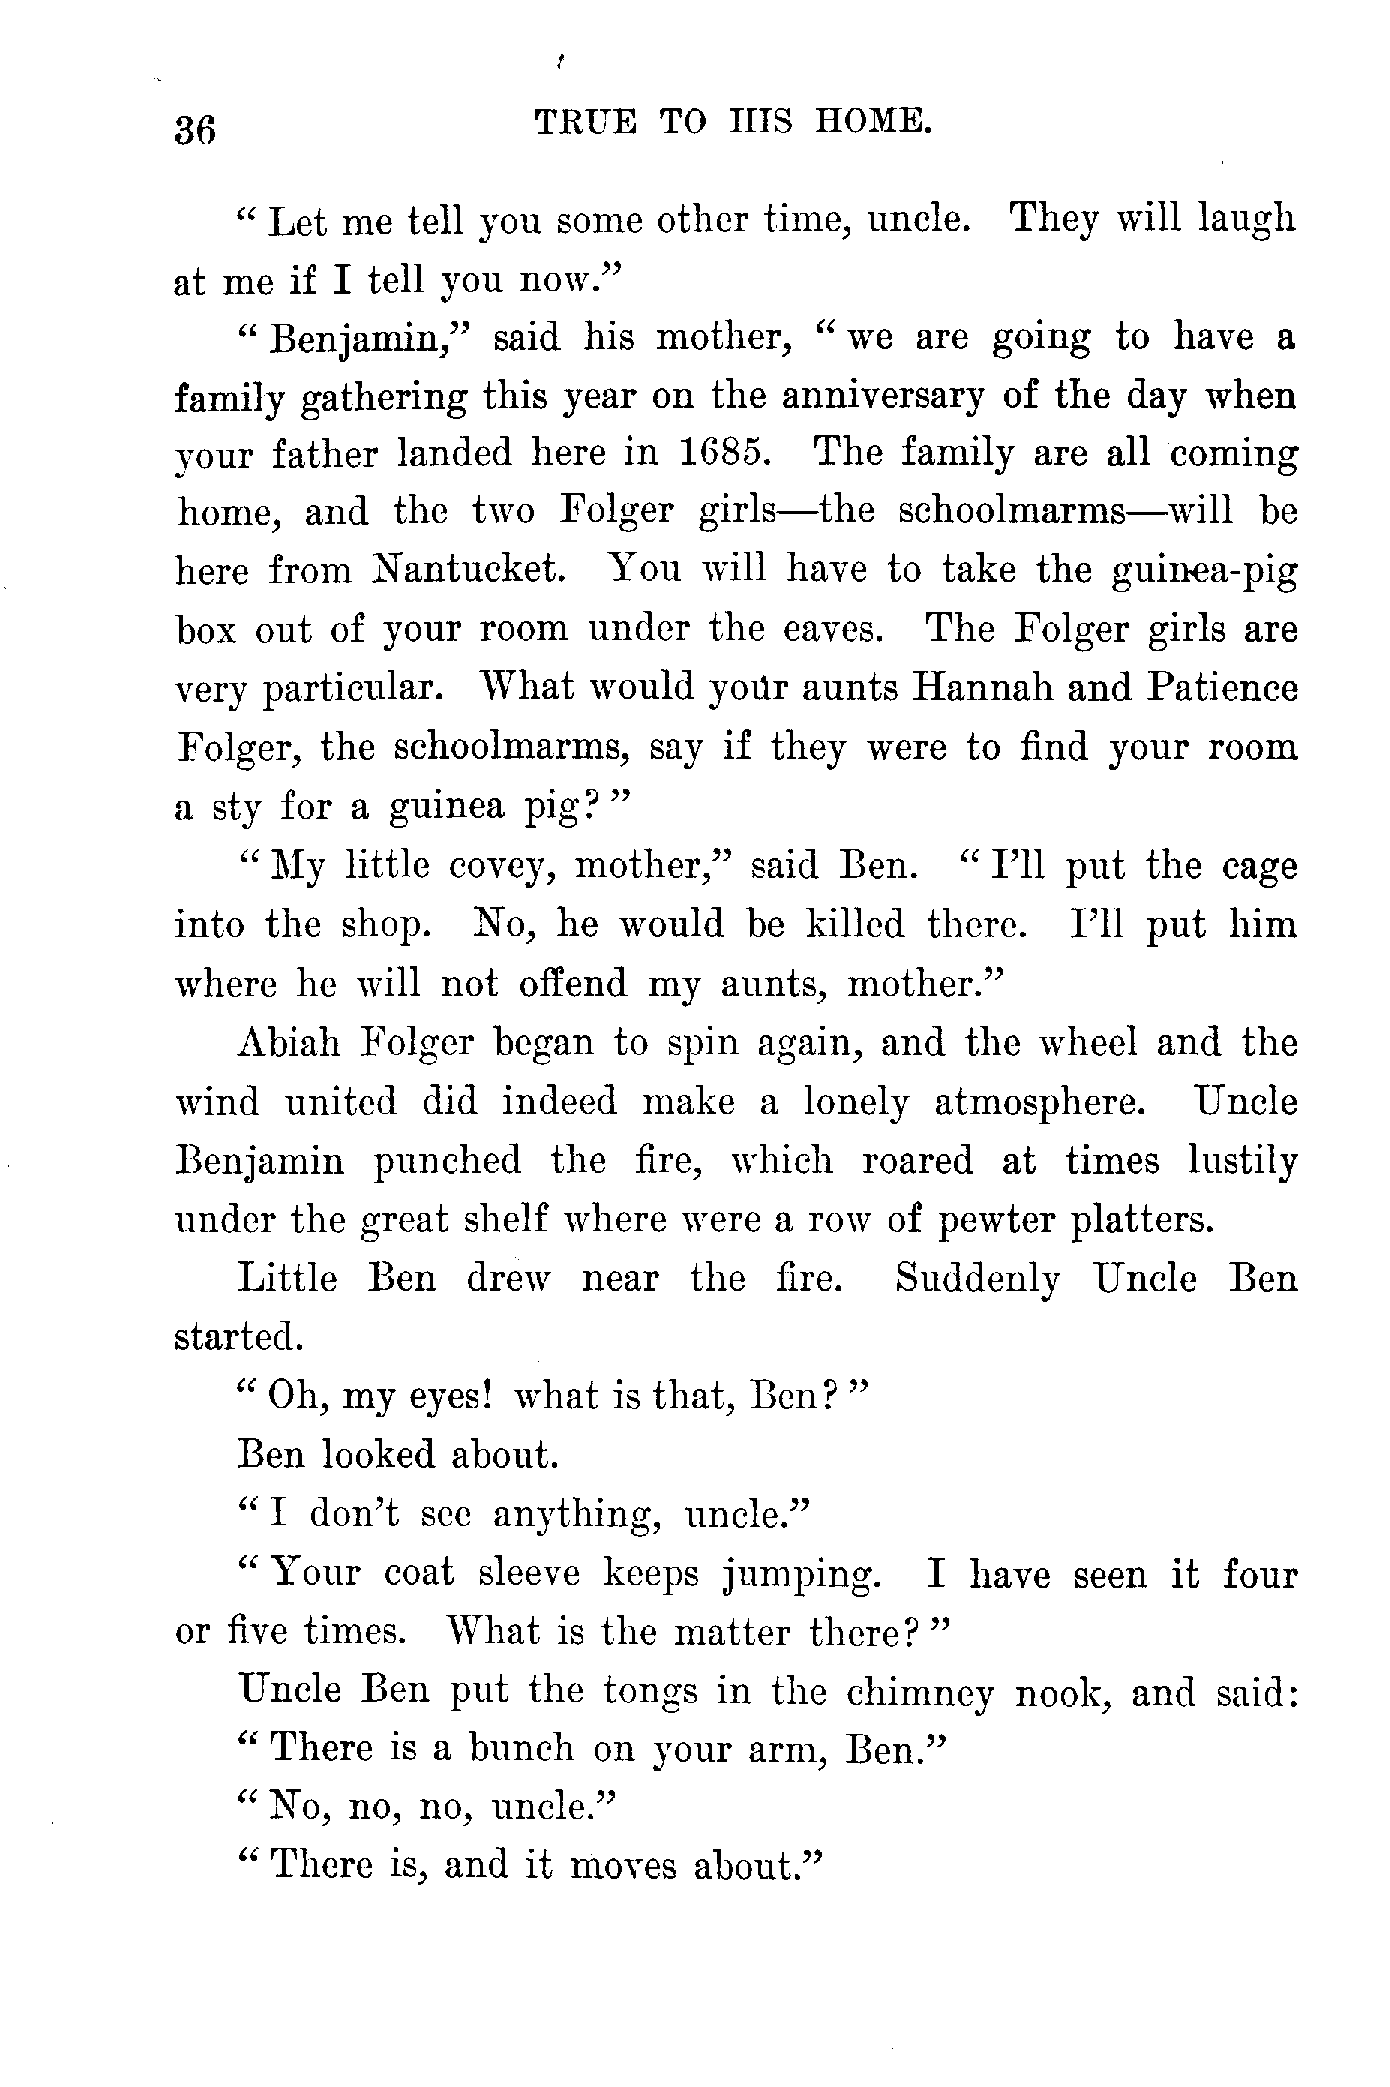 36 TRUE TO HIS HOME.
“ Let me tell you some other time, uncle. They will laugh
at me if I tell you now.”
“ Benjamin,” said his mother, “ we are going to have a
family gathering this year on the anniversary of the day when
your father landed here in 1685. The family are all coming
home, and the two Folger girls—the schoolmarms—will be
here from Nantucket. You will have to take the guinea-pig
box out of your room under the eaves. The Folger girls are
very particular. What would your aunts Hannah and Patience
Folger, the schoolmarms, say if they were to find your room
a sty for a guinea pig? ”
“ My little covey, mother,” said Ben. “ I’ll put the cage
into the shop. No, he would be killed there. I’ll put him
where he will not offend my aunts, mother.”
Abiah Folger began to spin again, and the wheel and the
wind united did indeed make a lonely atmosphere. Uncle
Benjamin punched the fire, which roared at times lustily
under the great shelf where were a row of pewter platters.
Little Ben drew near the fire. Suddenly Uncle Ben
started.
“ Oh, my eyes! what is that, Ben? ”
Ben looked about.
“ I don’t see anything, uncle.”
“ Your coat sleeve keeps jumping. I have seen it four
or five times. What is the matter there? ”
Uncle Ben put the tongs in the chimney nook, and said:
“ There is a bunch on your arm, Ben.”
“ No, no, no, uncle.”
“ There is, and it moves about.”